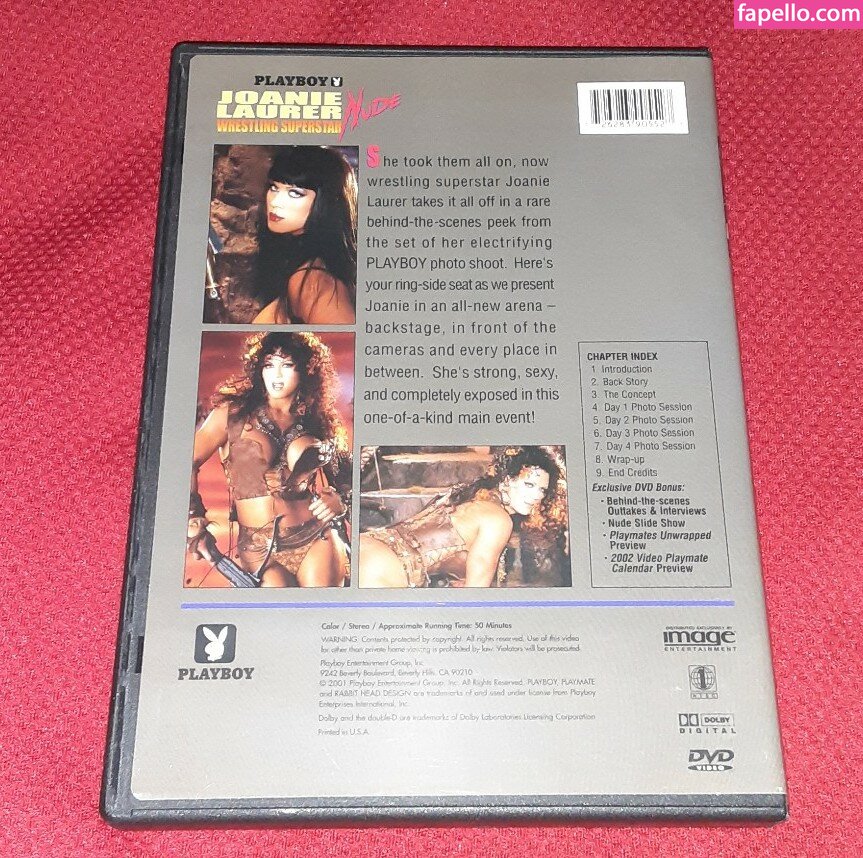 fapello.com
PLAYBOY
JOANIE
LAURER
NUDE
WRESTLING SUPERSTAR
She took them all on, now
wrestling superstar Joanie
Laurer takes it all off in a rare
behind-the-scenes peek from
the set of her electrifying
PLAYBOY photo shoot. Here's
your ring-side seat as we present
Joanie in an all-new arena –
backstage, in front of the
cameras and every place in
between. She's strong, sexy,
and completely exposed in this
one-of-a-kind main event!
CHAPTER INDEX
1. Introduction
2. Back Story
3. The Concept
4. Day 1 Photo Session
5. Day 2 Photo Session
6. Day 3 Photo Session
7. Day 4 Photo Session
8. Wrap-up
9. End Credits
Exclusive DVD Bonus:
• Behind-the-scenes
Outtakes & Interviews
• Nude Slide Show
• Playmates Unwrapped
Preview
• 2002 Video Playmate
Calendar Preview
PLAYBOY
Color / Stereo / Approximate Running Time: 50 Minutes
WARNING: Contents protected by copyright. All rights reserved. Use of this video
for other than private home viewing is prohibited by law. Violators will be prosecuted.
Playboy Entertainment Group, Inc.
9242 Beverly Boulevard, Beverly Hills, CA 90210
© 2001 Playboy Entertainment Group, Inc. All Rights Reserved. PLAYBOY, PLAYMATE
and RABBIT HEAD DESIGN are trademarks of and used under license from Playboy
Enterprises International, Inc.
Dolby and the double-D are trademarks of Dolby Laboratories Licensing Corporation
Printed in U.S.A.
DISTRIBUTED EXCLUSIVELY BY
image
ENTERTAINMENT
1
NTSC
DOLBY
DIGITAL
DVD
VIDEO